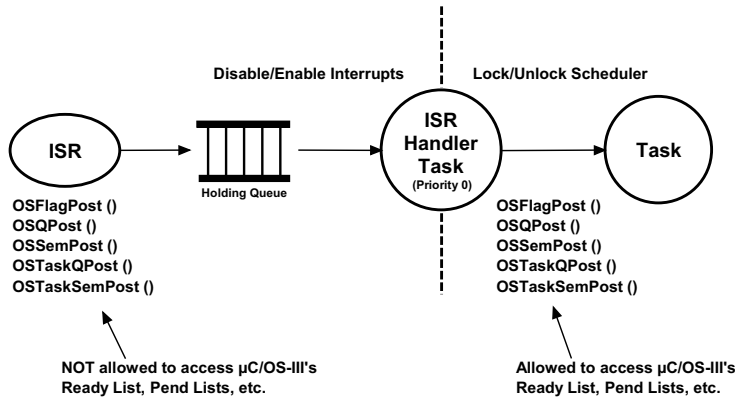 Disable/Enable Interrupts
Lock/Unlock Scheduler
ISR
Holding Queue
ISR
Handler
Task
(Priority 0)
Task
OSFlagPost ()
OSQPost ()
OSSemPost ()
OSTaskQPost ()
OSTaskSemPost ()
OSFlagPost ()
OSQPost ()
OSSemPost ()
OSTaskQPost ()
OSTaskSemPost ()
NOT allowed to access µC/OS-III's
Ready List, Pend Lists, etc.
Allowed to access µC/OS-III's
Ready List, Pend Lists, etc.